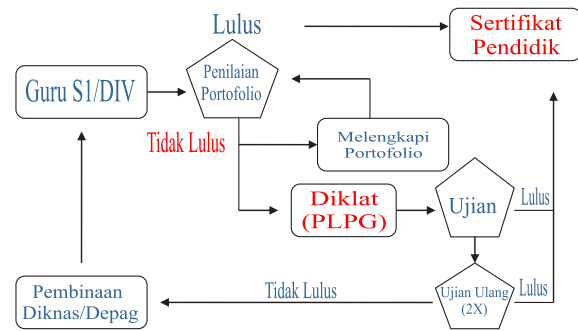 Lulus
Sertifikat
Pendidik
Guru S1/DIV
Penilaian
Portofolio
Tidak Lulus
Melengkapi
Portofolio
Diklat
(PLPG)
Ujian
Lulus
Pembinaan
Diknas/Depag
Tidak Lulus
Ujian Ulang
(2X)
Lulus